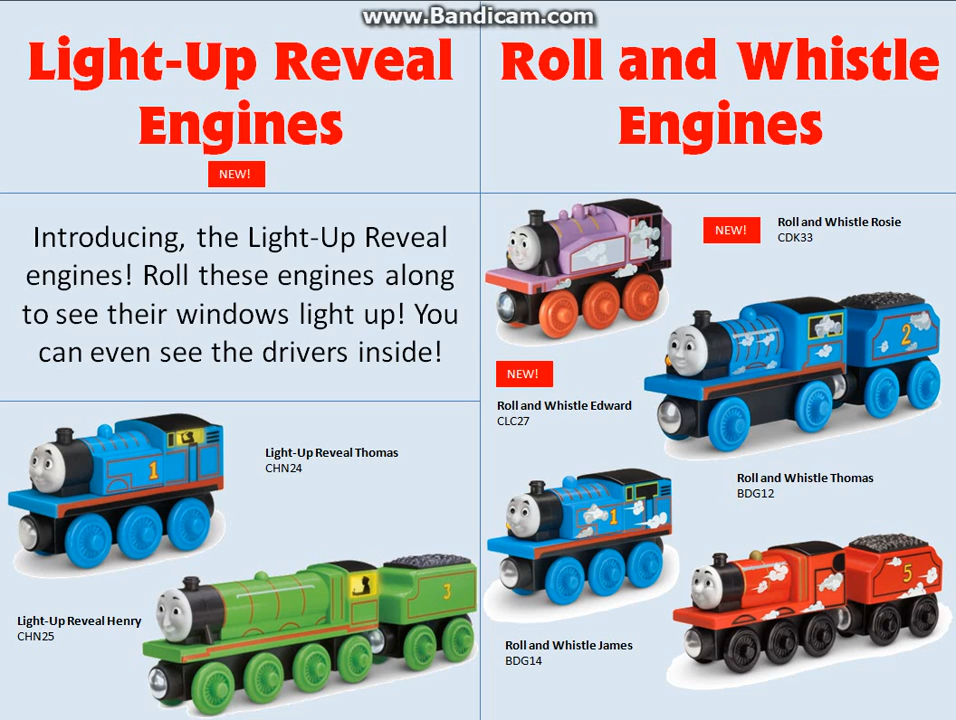 www.Bandicam.com
Light-Up Reveal
Engines
NEW!
Introducing, the Light-Up Reveal
engines! Roll these engines along
to see their windows light up! You
can even see the drivers inside!
1
Light-Up Reveal Thomas
CHN24
3
Light-Up Reveal Henry
CHN25
Roll and Whistle
Engines
NEW!
Roll and Whistle Rosie
CDK33
2
NEW!
Roll and Whistle Edward
CLC27
Roll and Whistle Thomas
BDG12
1
5
Roll and Whistle James
BDG14